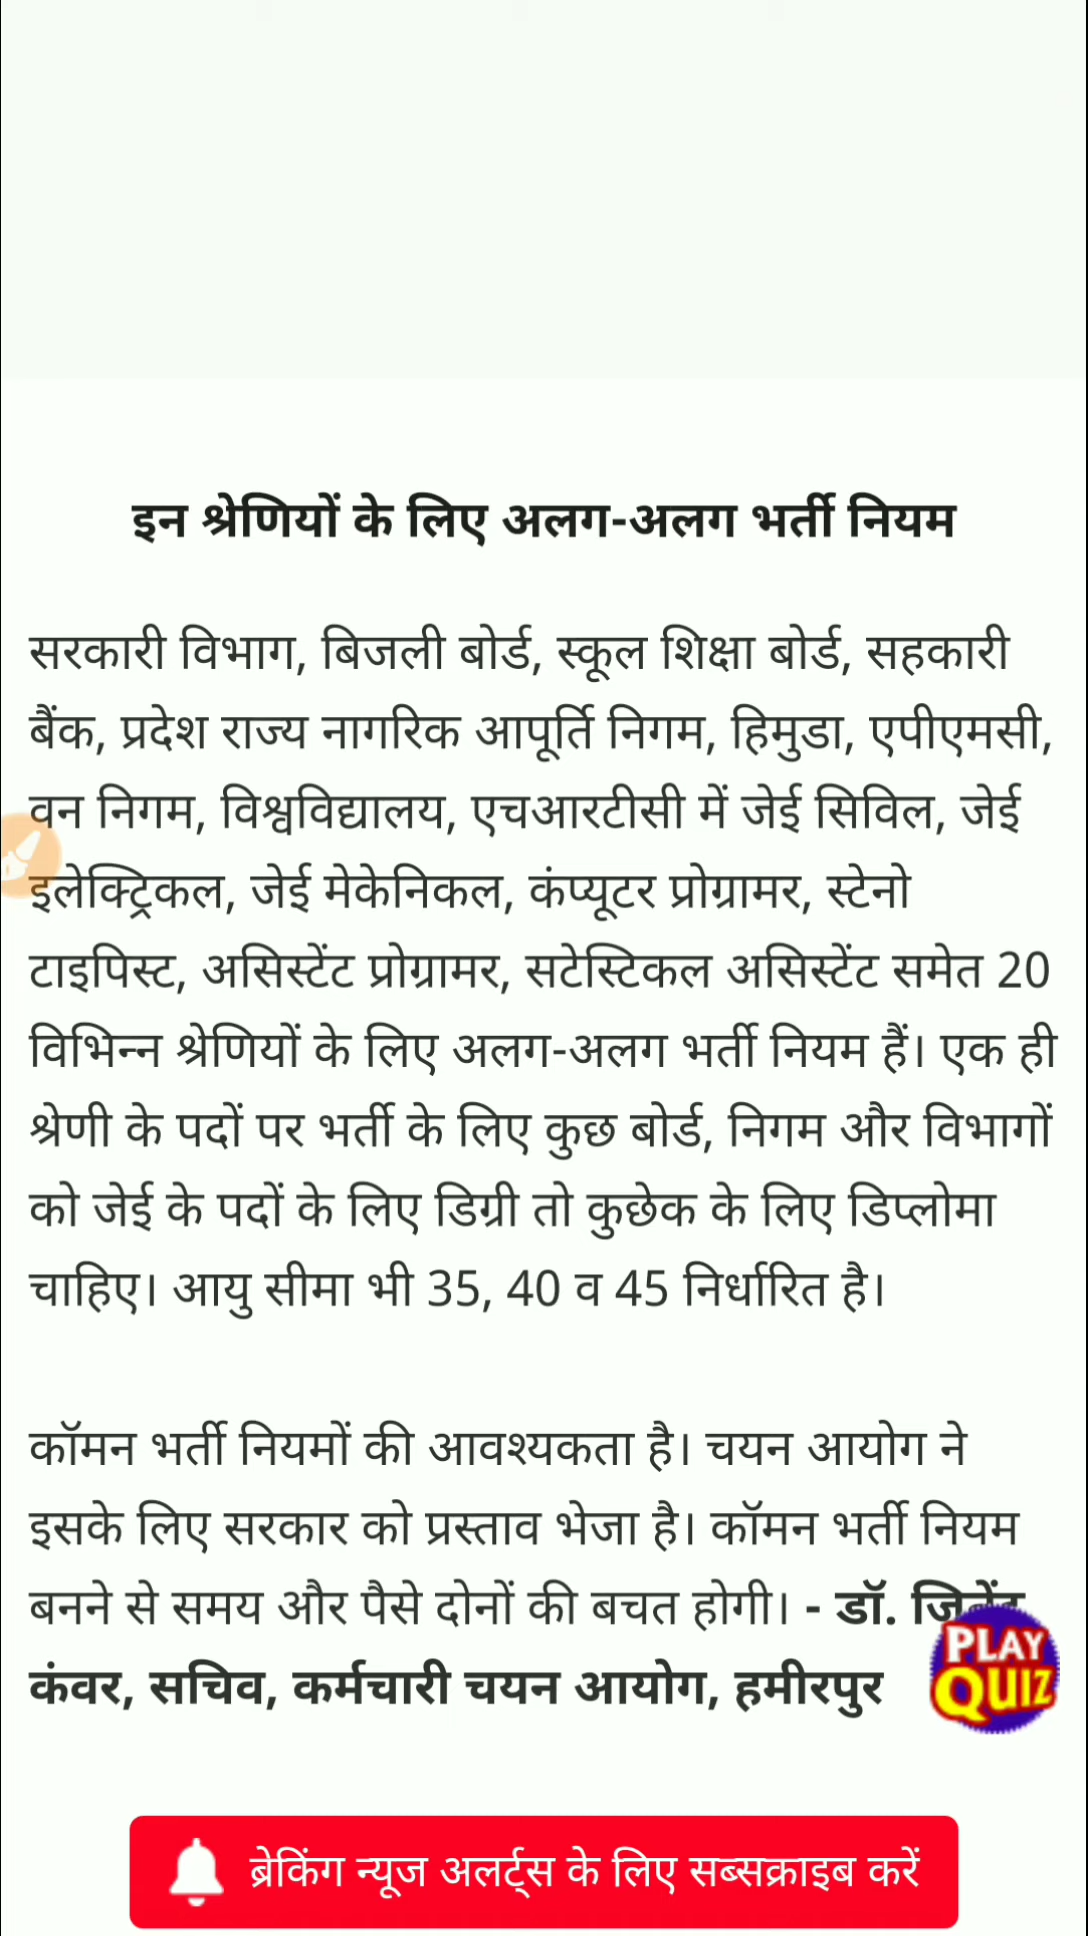 इन श्रेणियों के लिए अलग-अलग भर्ती नियम
सरकारी विभाग, बिजली बोर्ड, स्कूल शिक्षा बोर्ड, सहकारी
बैंक, प्रदेश राज्य नागरिक आपूर्ति निगम, हिमुडा, एपीएमसी,
वन निगम, विश्वविद्यालय, एचआरटीसी में जेई सिविल, जेई
इलेक्ट्रिकल, जेई मेकेनिकल, कंप्यूटर प्रोग्रामर, स्टेनो
टाइपिस्ट, असिस्टेंट प्रोग्रामर, सटेस्टिकल असिस्टेंट समेत 20
विभिन्न श्रेणियों के लिए अलग-अलग भर्ती नियम हैं। एक ही
श्रेणी के पदों पर भर्ती के लिए कुछ बोर्ड, निगम और विभागों
को जेई के पदों के लिए डिग्री तो कुछेक के लिए डिप्लोमा
चाहिए। आयु सीमा भी 35, 40 व 45 निर्धारित है।
कॉमन भर्ती नियमों की आवश्यकता है। चयन आयोग ने
इसके लिए सरकार को प्रस्ताव भेजा है। कॉमन भर्ती नियम
बनने से समय और पैसे दोनों की बचत होगी। - डॉ.
कंवर, सचिव, कर्मचारी चयन आयोग, हमीरपुर
PLAY
QUIZ
ब्रेकिंग न्यूज अलर्ट्स के लिए सब्सक्राइब करें